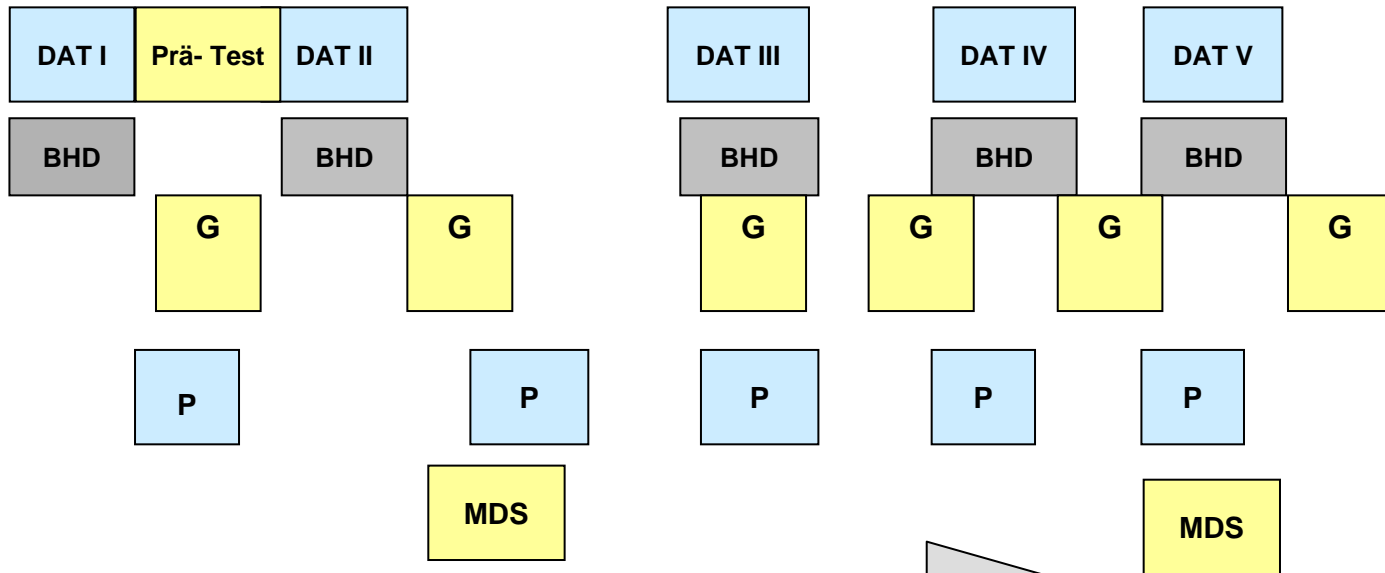 DAT I Prä- Test DAT II DAT III DAT IV DAT V
BHD BHD BHD BHD BHD
G G G G G G
P P P P P
MDS MDS